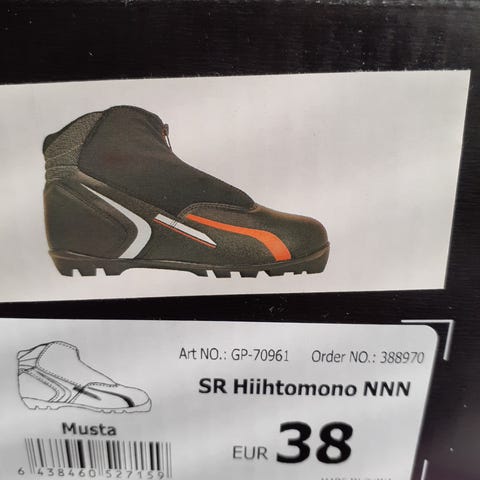 Art NO.: GP-70961 Order NO.: 388970
SR Hiihtomono NNN
Musta
EUR 38
6 438460 527159